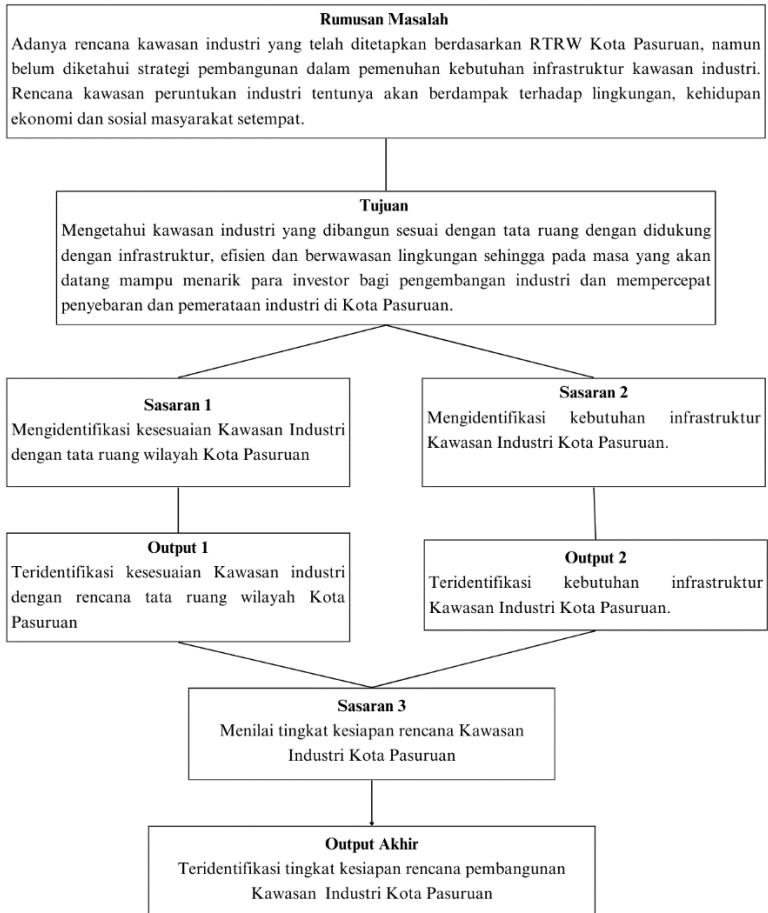 Rumusan Masalah
Adanya rencana kawasan industri yang telah ditetapkan berdasarkan RTRW Kota Pasuruan, namun
belum diketahui strategi pembangunan dalam pemenuhan kebutuhan infrastruktur kawasan industri.
Rencana kawasan peruntukan industri tentunya akan berdampak terhadap lingkungan, kehidupan
ekonomi dan sosial masyarakat setempat.
Tujuan
Mengetahui kawasan industri yang dibangun sesuai dengan tata ruang dengan didukung
dengan infrastruktur, efisien dan berwawasan lingkungan sehingga pada masa yang akan
datang mampu menarik para investor bagi pengembangan industri dan mempercepat
penyebaran dan pemerataan industri di Kota Pasuruan.
Sasaran 1
Mengidentifikasi kesesuaian Kawasan Industri
dengan tata ruang wilayah Kota Pasuruan
Sasaran 2
Mengidentifikasi kebutuhan infrastruktur
Kawasan Industri Kota Pasuruan.
Output 1
Teridentifikasi kesesuaian Kawasan industri
dengan rencana tata ruang wilayah Kota
Pasuruan
Output 2
Teridentifikasi kebutuhan infrastruktur
Kawasan Industri Kota Pasuruan.
Sasaran 3
Menilai tingkat kesiapan rencana Kawasan
Industri Kota Pasuruan
Output Akhir
Teridentifikasi tingkat kesiapan rencana pembangunan
Kawasan Industri Kota Pasuruan